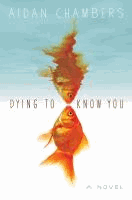 AIDAN CHAMBERS
DYING TO KNOW YOU
A NOVEL